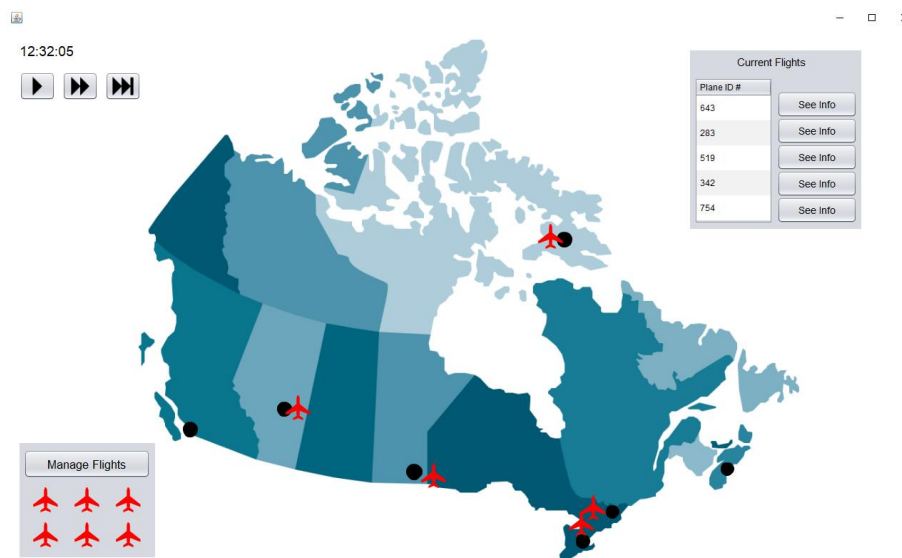 12:32:05
Current Flights
Plane ID #
643
See Info
283
See Info
519
See Info
342
See Info
754
See Info
Manage Flights